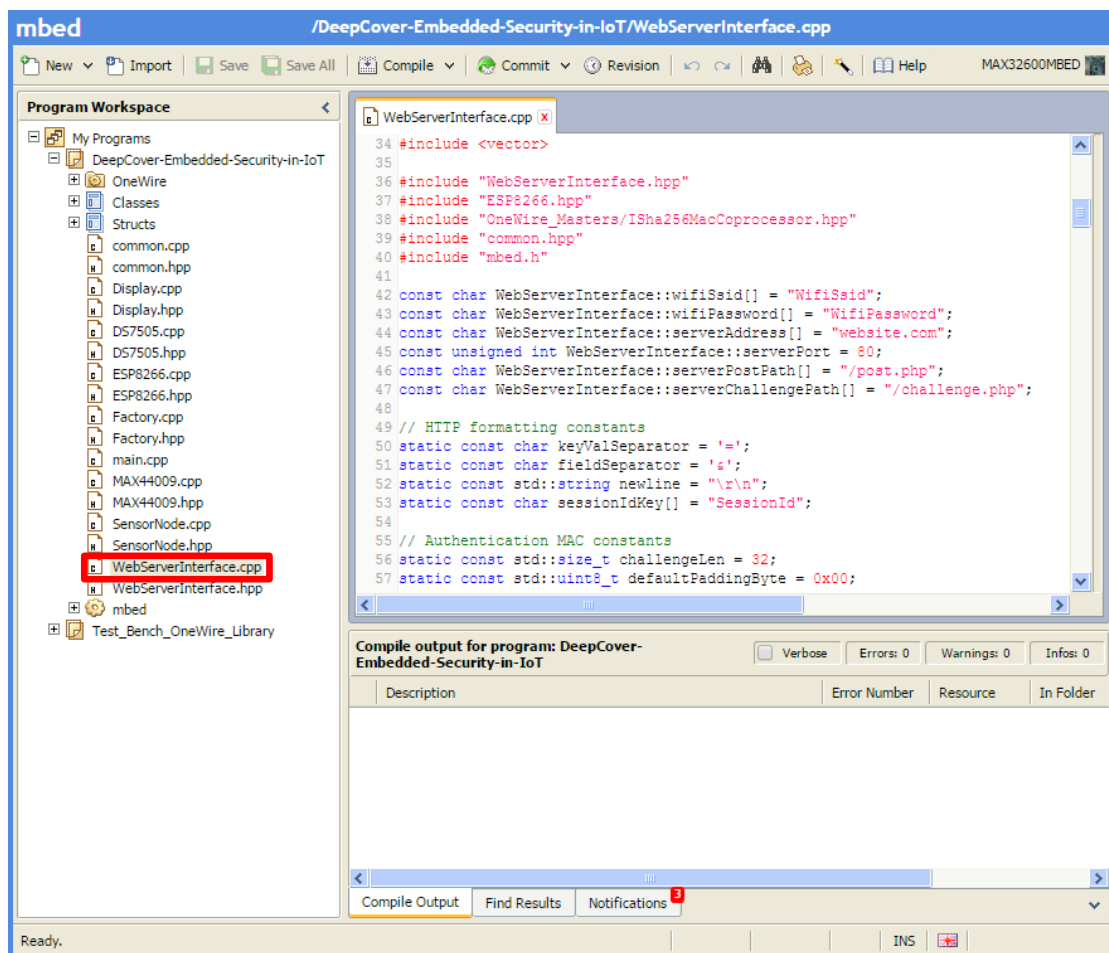 mbed /DeepCover-Embedded-Security-in-IoT/WebServerInterface.cpp
New Import Save Save All Compile Commit Revision Help MAX32600MBED
Program Workspace
My Programs
DeepCover-Embedded-Security-in-IoT
OneWire
Classes
Structs
common.cpp
common.hpp
Display.cpp
Display.hpp
DS7505.cpp
DS7505.hpp
ESP8266.cpp
ESP8266.hpp
Factory.cpp
Factory.hpp
main.cpp
MAX44009.cpp
MAX44009.hpp
SensorNode.cpp
SensorNode.hpp
WebServerInterface.cpp
WebServerInterface.hpp
mbed
Test_Bench_OneWire_Library
WebServerInterface.cpp x
34 #include <vector>
35
36 #include "WebServerInterface.hpp"
37 #include "ESP8266.hpp"
38 #include "OneWire_Masters/ISha256MacCoprocessor.hpp"
39 #include "common.hpp"
40 #include "mbed.h"
41
42 const char WebServerInterface::wifiSsid[] = "WifiSsid";
43 const char WebServerInterface::wifiPassword[] = "WifiPassword";
44 const char WebServerInterface::serverAddress[] = "website.com";
45 const unsigned int WebServerInterface::serverPort = 80;
46 const char WebServerInterface::serverPostPath[] = "/post.php";
47 const char WebServerInterface::serverChallengePath[] = "/challenge.php";
48
49 // HTTP formatting constants
50 static const char keyValSeparator = '=';
51 static const char fieldSeparator = '&';
52 static const std::string newline = "\r\n";
53 static const char sessionIdKey[] = "SessionId";
54
55 // Authentication MAC constants
56 static const std::size_t challengeLen = 32;
57 static const std::uint8_t defaultPaddingByte = 0x00;
Compile output for program: DeepCover-
Embedded-Security-in-IoT
Verbose Errors: 0 Warnings: 0 Infos: 0
Description Error Number Resource In Folder
Compile Output Find Results Notifications 3
Ready. INS